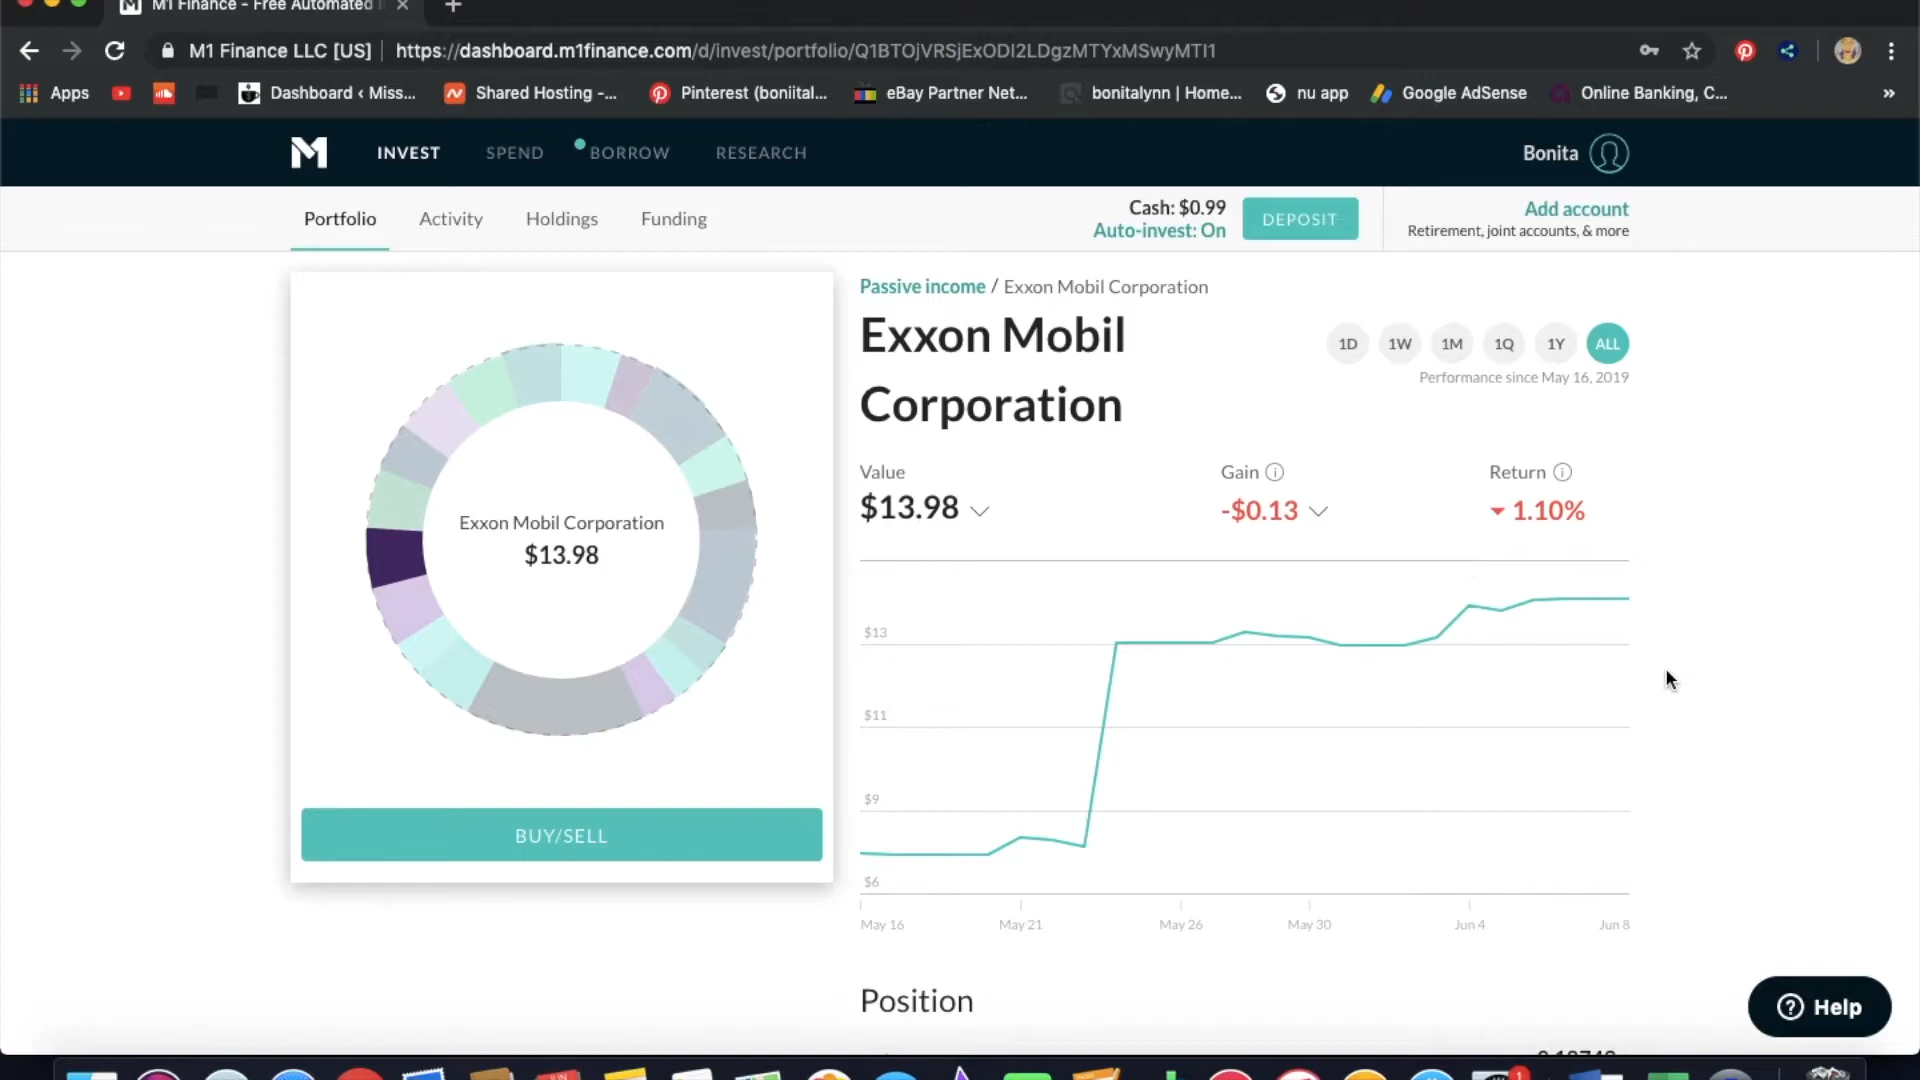 M1 Finance - Free Automated
M1 Finance LLC [US] https://dashboard.m1finance.com/d/invest/portfolio/Q1BTOjVRSjExODI2LDgzMTYxMSwyMTI1
Apps Dashboard ‹ Miss... Shared Hosting -... Pinterest (boniital... eBay Partner Net... bonitalynn | Home... nu app Google AdSense Online Banking, C... »
INVEST SPEND BORROW RESEARCH Bonita
Portfolio Activity Holdings Funding
Cash: $0.99
Auto-invest: On
DEPOSIT
Add account
Retirement, joint accounts, & more
Exxon Mobil Corporation
$13.98
BUY/SELL
Passive income / Exxon Mobil Corporation
Exxon Mobil
Corporation
1D 1W 1M 1Q 1Y ALL
Performance since May 16, 2019
Value Gain Return
$13.98 -$0.13 1.10%
$13
$11
$9
$6
May 16 May 21 May 26 May 30 Jun 4 Jun 8
Position
Help